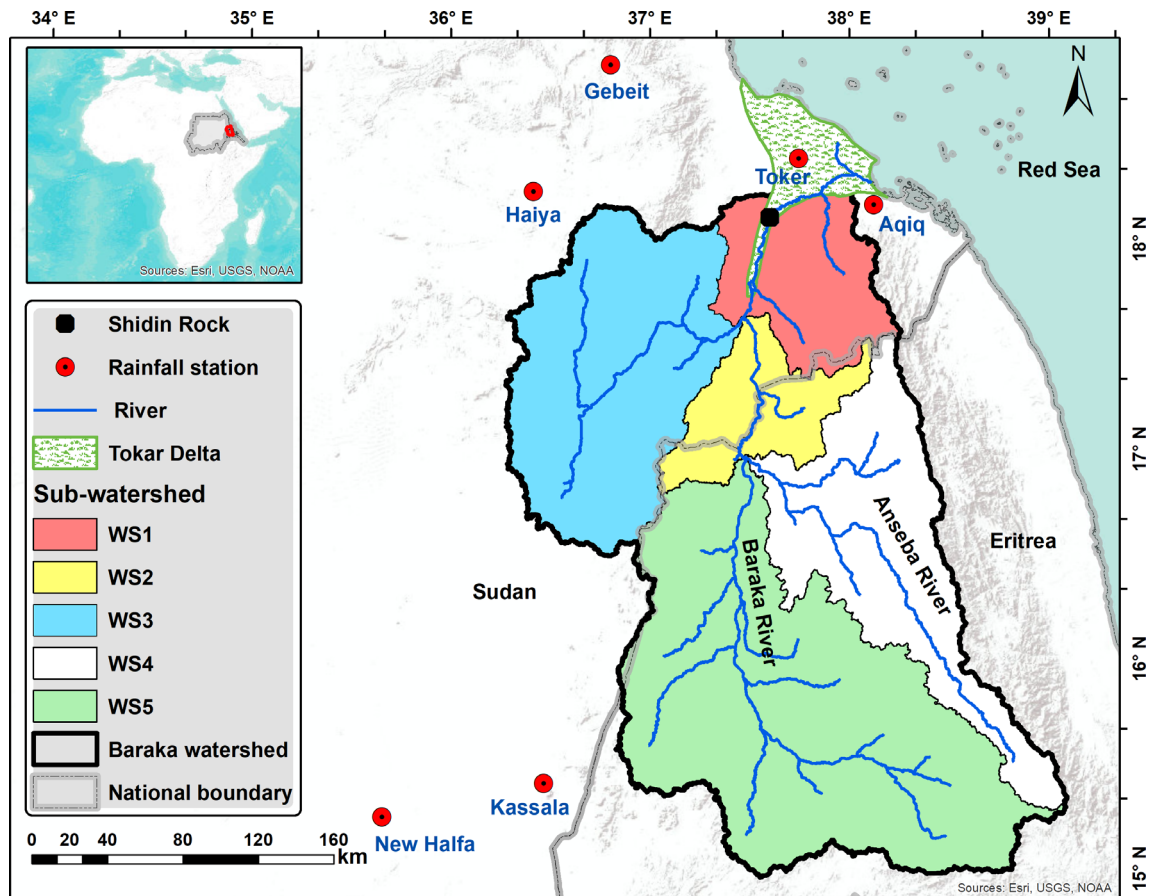 34° E
35° E
36° E
37° E
38° E
39° E
N
Gebeit
Toker
Red Sea
Haiya
Aqiq
18° N
Sources: Esri, USGS, NOAA
Shidin Rock
Rainfall station
River
Tokar Delta
Sub-watershed
WS1
WS2
WS3
WS4
WS5
Baraka watershed
National boundary
0 20 40 80 120 160
km
17° N
Anseba River
Eritrea
Baraka River
Sudan
16° N
Kassala
New Halfa
15° N
Sources: Esri, USGS, NOAA